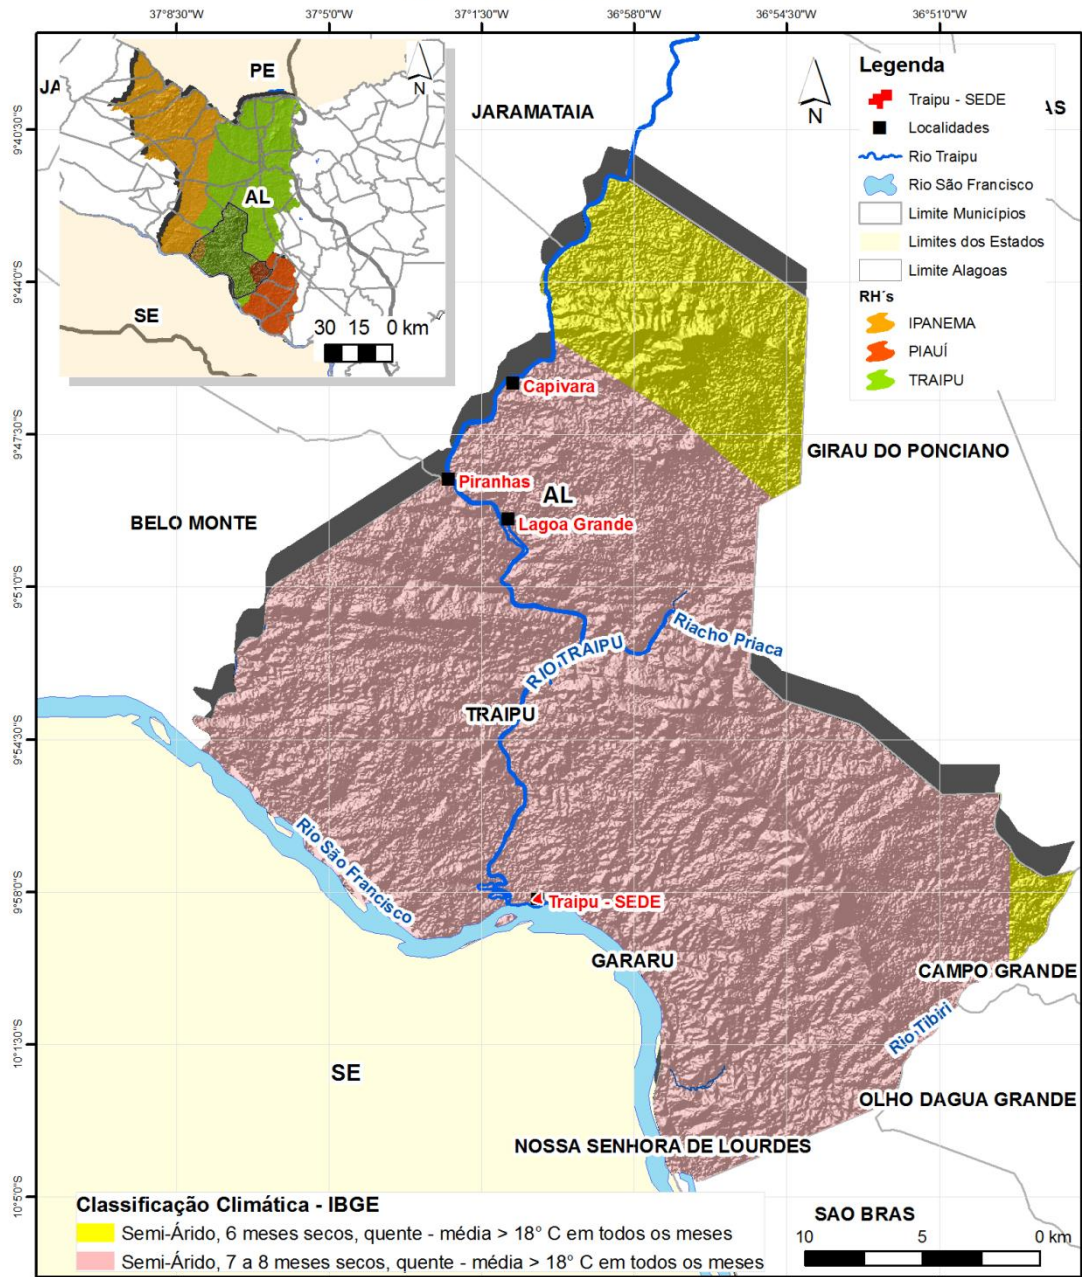 37°8'30"W
37°5'0"W
37°1'30"W
36°58'0"W
36°54'30"W
36°51'0"W
9°40'30"S
9°44'0"S
9°47'30"S
9°51'0"S
9°54'30"S
9°58'0"S
10°1'30"S
10°5'0"S
JA
PE
AL
SE
N
30 15 0 km
JARAMATAIA
N
AS
Legenda
Traipu - SEDE
Localidades
Rio Traipu
Rio São Francisco
Limite Municípios
Limites dos Estados
Limite Alagoas
RH´s
IPANEMA
PIAUÍ
TRAIPU
Capivara
GIRAU DO PONCIANO
Piranhas
AL
BELO MONTE
Lagoa Grande
Riacho Priaca
RIO TRAIPU
TRAIPU
Rio São Francisco
Traipu - SEDE
GARARU
CAMPO GRANDE
Rio Tibiri
SE
OLHO DAGUA GRANDE
NOSSA SENHORA DE LOURDES
SAO BRAS
10 5 0 km
Classificação Climática - IBGE
Semi-Árido, 6 meses secos, quente - média > 18° C em todos os meses
Semi-Árido, 7 a 8 meses secos, quente - média > 18° C em todos os meses